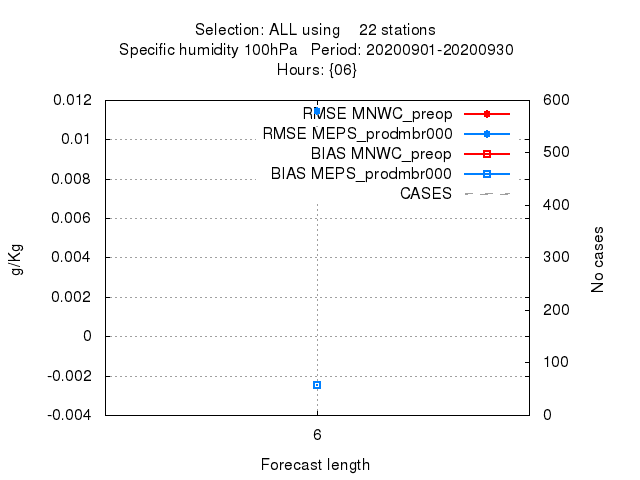 Selection: ALL using 22 stations
Specific humidity 100hPa Period: 20200901-20200930
Hours: {06}
0.012
0.01
0.008
0.006
0.004
0.002
0
-0.002
-0.004
g/Kg
RMSE MNWC_preop
RMSE MEPS_prodmbr000
BIAS MNWC_preop
BIAS MEPS_prodmbr000
CASES
600
500
400
300
200
100
0
No cases
6
Forecast length